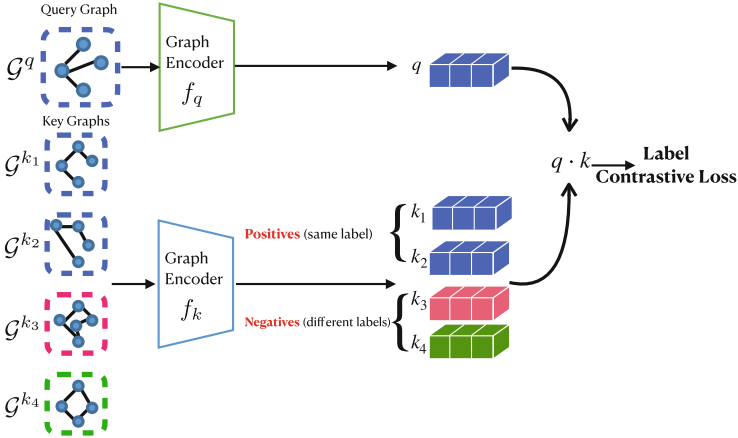 Query Graph
𝒢^q
Graph
Encoder
f_q
q
Key Graphs
𝒢^{k_1}
q · k
Label
Contrastive Loss
𝒢^{k_2}
Positives (same label)
k_1
k_2
Graph
Encoder
f_k
𝒢^{k_3}
Negatives (different labels)
k_3
k_4
𝒢^{k_4}